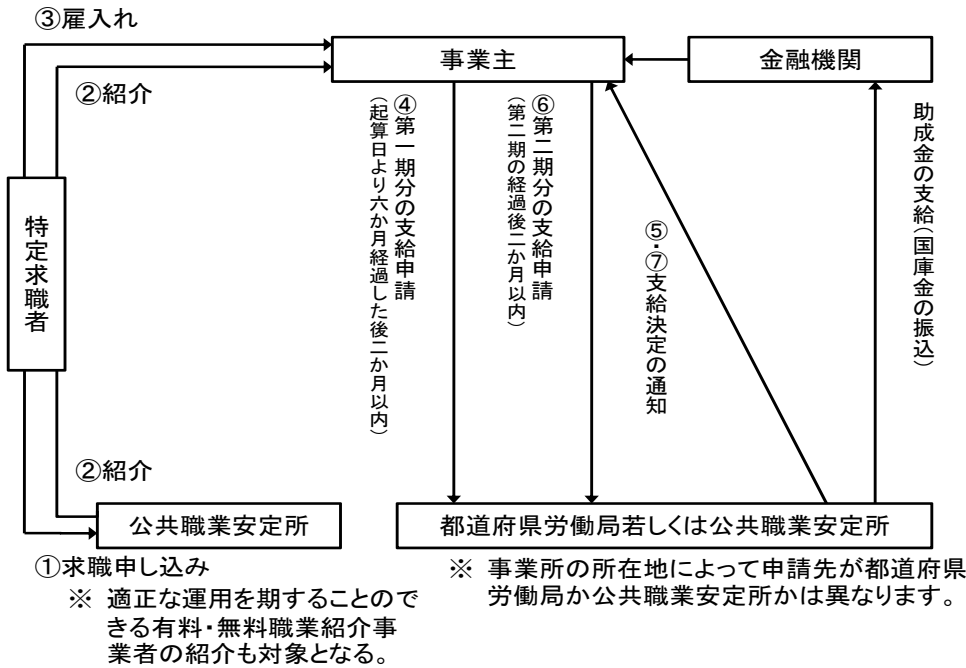 ③雇入れ
事業主
金融機関
②紹介
④第一期分の支給申請
（起算日より六か月経過した後二か月以内）
⑥第二期分の支給申請
（第二期の経過後二か月以内）
⑤・⑦支給決定の通知
助成金の支給（国庫金の振込）
特定求職者
②紹介
公共職業安定所
都道府県労働局若しくは公共職業安定所
①求職申し込み
※ 適正な運用を期することので
きる有料・無料職業紹介事
業者の紹介も対象となる。
※ 事業所の所在地によって申請先が都道府県
労働局か公共職業安定所かは異なります。